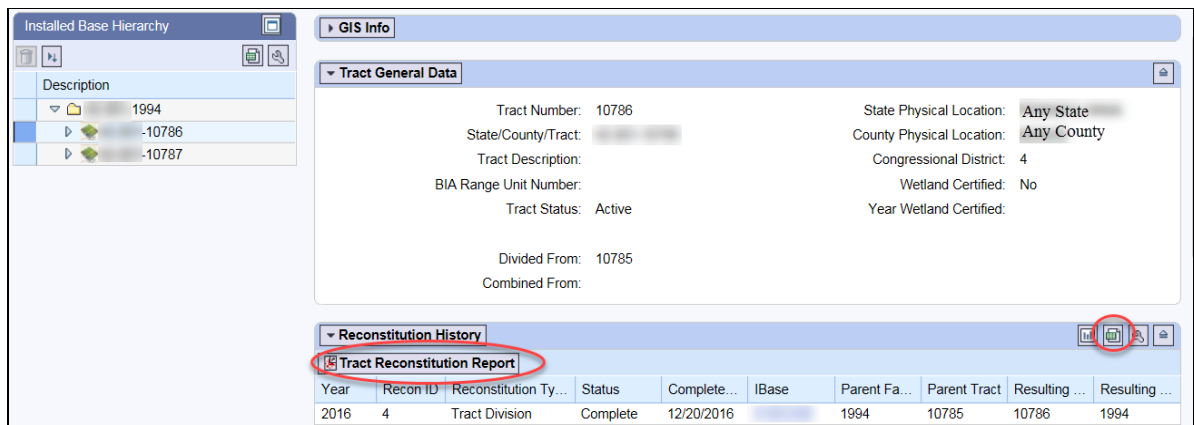 Installed Base Hierarchy
Description
1994
-10786
-10787
GIS Info
Tract General Data
Tract Number: 10786
State/County/Tract:
Tract Description:
BIA Range Unit Number:
Tract Status: Active
Divided From: 10785
Combined From:
State Physical Location: Any State
County Physical Location: Any County
Congressional District: 4
Wetland Certified: No
Year Wetland Certified:
Reconstitution History
Tract Reconstitution Report
Year Recon ID Reconstitution Ty... Status Complete... IBase Parent Fa... Parent Tract Resulting ... Resulting ...
2016 4 Tract Division Complete 12/20/2016 1994 10785 10786 1994